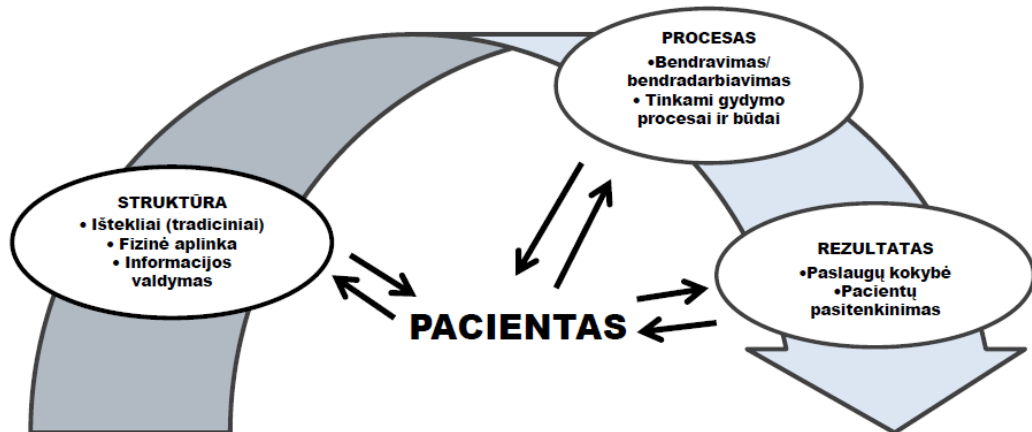 PROCESAS
•Bendravimas/
bendradarbiavimas
• Tinkami gydymo
procesai ir būdai
STRUKTŪRA
• Ištekliai (tradiciniai)
• Fizinė aplinka
• Informacijos
valdymas
REZULTATAS
•Paslaugų kokybė
•Pacientų
pasitenkinimas
PACIENTAS